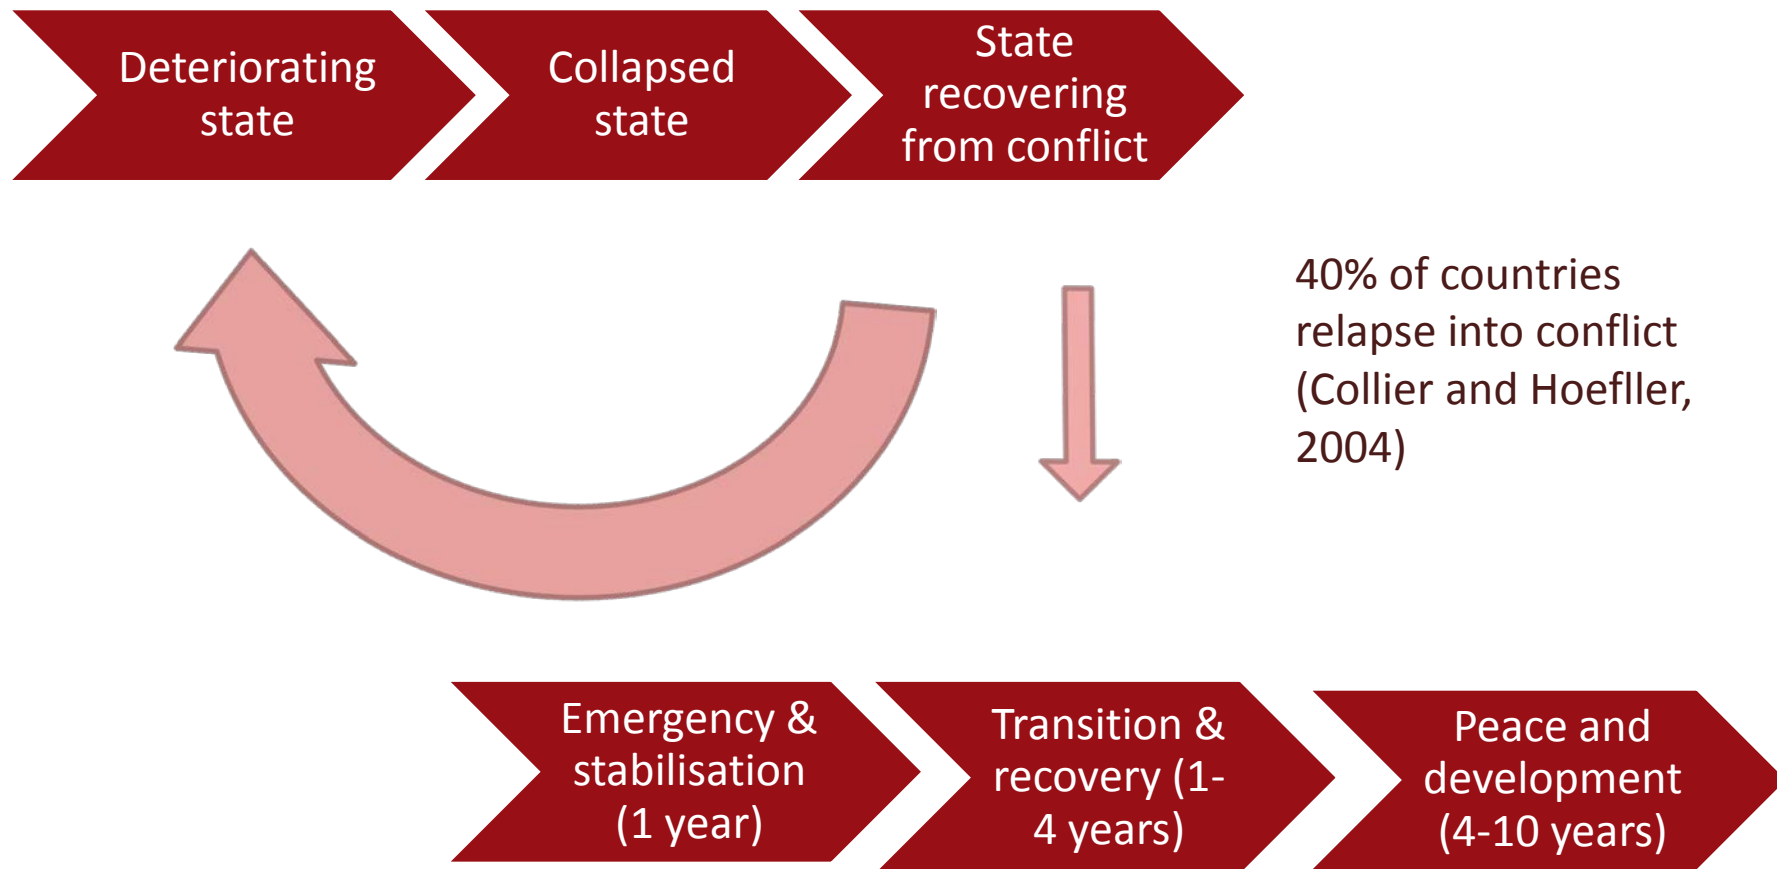 Deteriorating
state
Collapsed
state
State
recovering
from conflict
40% of countries
relapse into conflict
(Collier and Hoefller,
2004)
Emergency &
stabilisation
(1 year)
Transition &
recovery (1-
4 years)
Peace and
development
(4-10 years)